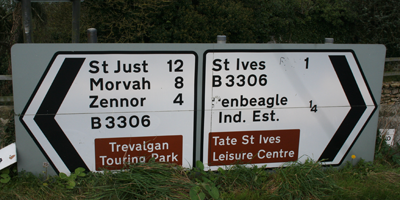 St Just 12
Morvah 8
Zennor 4
B3306
Trevalgan
Touring Park
St Ives 1
B3306
Penbeagle ¼
Ind. Est.
Tate St Ives
Leisure Centre